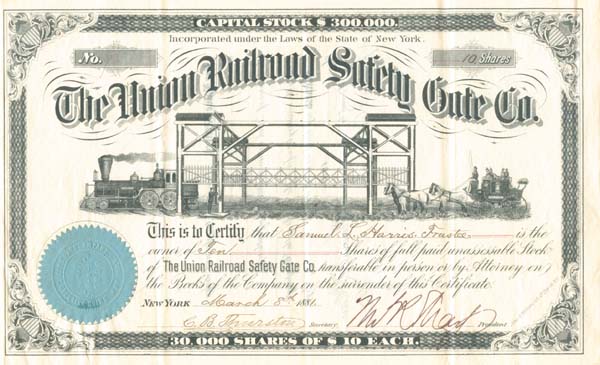 CAPITAL STOCK $ 300,000.
Incorporated under the Laws of the State of New York.
No.
10 Shares
The Union Railroad Safety Gate Co.
This is to Certify that Samuel L. Harris Trustee is the
owner of Ten Shares of full paid unassessable Stock
of The Union Railroad Safety Gate Co. transferable in person or by Attorney on
the Books of the Company on the surrender of this Certificate.
NEW YORK March 8th 1881.
C. B. Thurston Secretary President
30,000 SHARES OF $ 10 EACH.